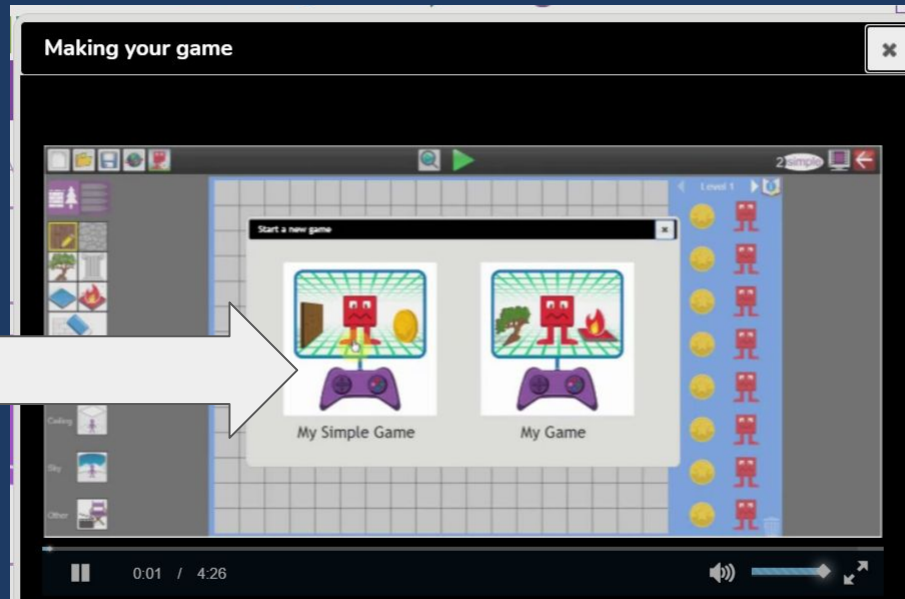 Making your game
2simple
Level 1
Start a new game
My Simple Game
My Game
Ceiling
Sky
Other
0:01 / 4:26